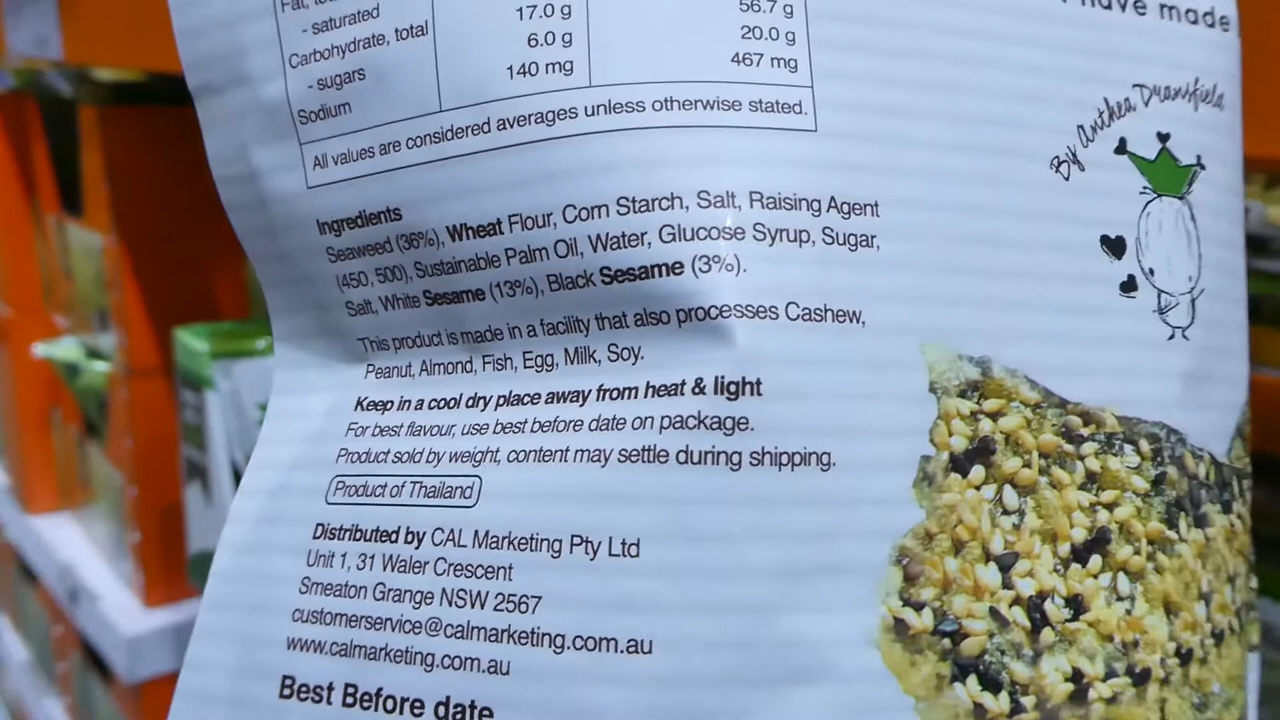 Fat,
- saturated
Carbohydrate, total 17.0 g 56.7 g
- sugars 6.0 g 20.0 g
Sodium 140 mg 467 mg
All values are considered averages unless otherwise stated.
have made
By Anthea Dransfield
Ingredients
Seaweed (36%), Wheat Flour, Corn Starch, Salt, Raising Agent
(450, 500), Sustainable Palm Oil, Water, Glucose Syrup, Sugar,
Salt, White Sesame (13%), Black Sesame (3%).
This product is made in a facility that also processes Cashew,
Peanut, Almond, Fish, Egg, Milk, Soy.
Keep in a cool dry place away from heat & light
For best flavour, use best before date on package.
Product sold by weight, content may settle during shipping.
Product of Thailand
Distributed by CAL Marketing Pty Ltd
Unit 1, 31 Waler Crescent
Smeaton Grange NSW 2567
customerservice@calmarketing.com.au
www.calmarketing.com.au
Best Before date